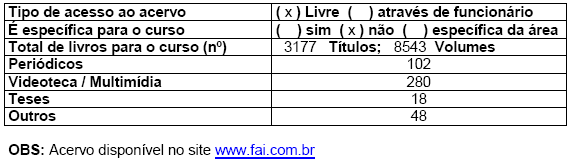 Tipo de acesso ao acervo ( x ) Livre (   ) através de funcionário
É específica para o curso (   ) sim ( x ) não (   ) específica da área
Total de livros para o curso (nº) 3177 Títulos; 8543 Volumes
Periódicos 102
Videoteca / Multimídia 280
Teses 18
Outros 48
OBS: Acervo disponível no site www.fai.com.br